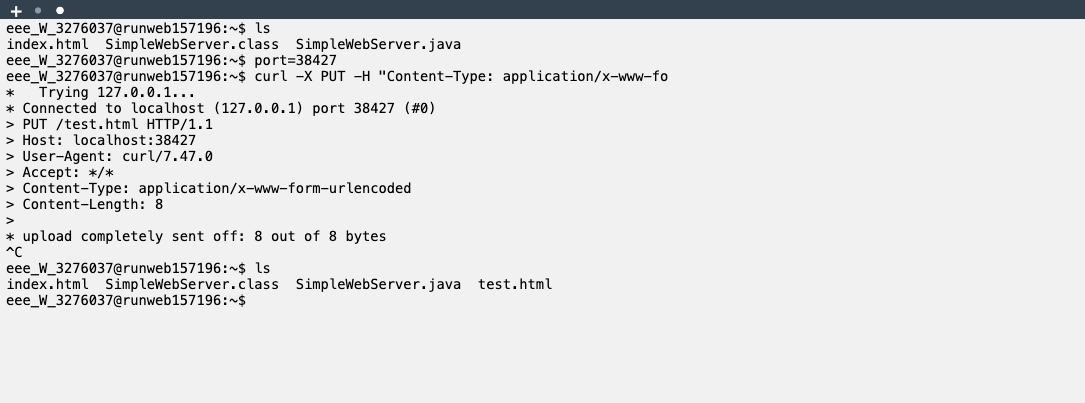 eee_W_3276037@runweb157196:~$ ls
index.html  SimpleWebServer.class  SimpleWebServer.java
eee_W_3276037@runweb157196:~$ port=38427
eee_W_3276037@runweb157196:~$ curl -X PUT -H "Content-Type: application/x-www-fo
*   Trying 127.0.0.1...
* Connected to localhost (127.0.0.1) port 38427 (#0)
> PUT /test.html HTTP/1.1
> Host: localhost:38427
> User-Agent: curl/7.47.0
> Accept: */*
> Content-Type: application/x-www-form-urlencoded
> Content-Length: 8
>
* upload completely sent off: 8 out of 8 bytes
^C
eee_W_3276037@runweb157196:~$ ls
index.html  SimpleWebServer.class  SimpleWebServer.java  test.html
eee_W_3276037@runweb157196:~$